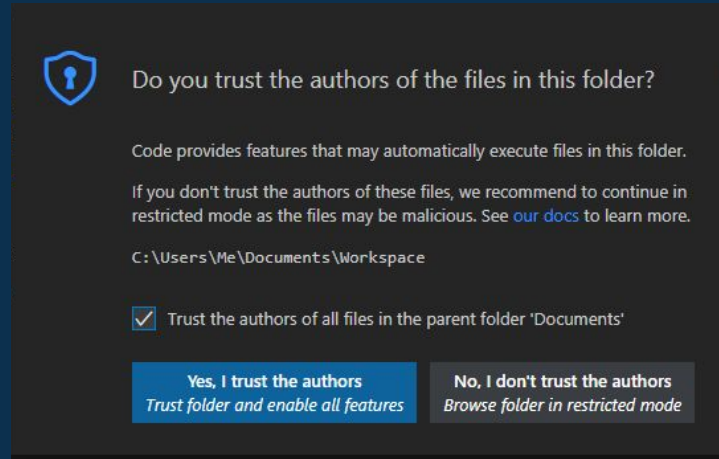 Do you trust the authors of the files in this folder?
Code provides features that may automatically execute files in this folder.
If you don't trust the authors of these files, we recommend to continue in
restricted mode as the files may be malicious. See our docs to learn more.
C:\Users\Me\Documents\Workspace
Trust the authors of all files in the parent folder 'Documents'
Yes, I trust the authors
Trust folder and enable all features
No, I don't trust the authors
Browse folder in restricted mode